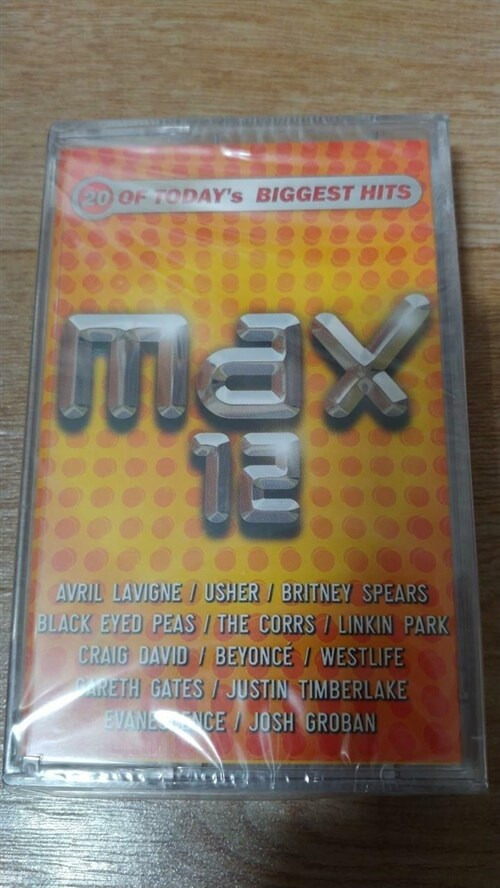 20 OF TODAY's BIGGEST HITS
max
12
AVRIL LAVIGNE / USHER / BRITNEY SPEARS
BLACK EYED PEAS / THE CORRS / LINKIN PARK
CRAIG DAVID / BEYONCÉ / WESTLIFE
GARETH GATES / JUSTIN TIMBERLAKE
EVANESCENCE / JOSH GROBAN